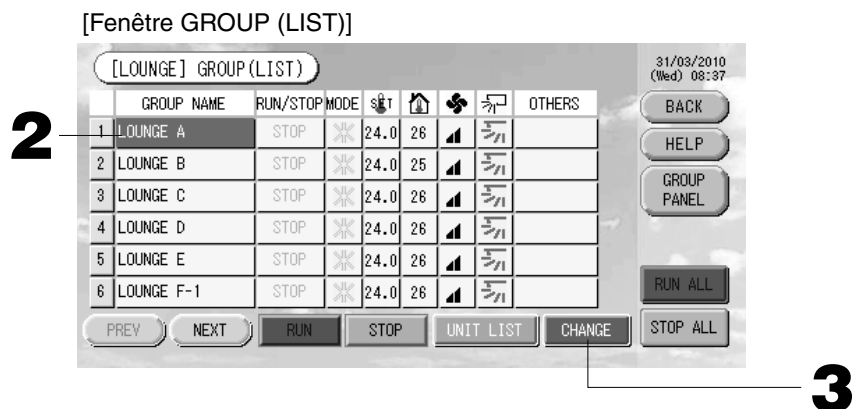 [Fenêtre GROUP (LIST)]
[LOUNGE] GROUP(LIST)
31/03/2010
(Wed) 08:37
GROUP NAME RUN/STOP MODE SET OTHERS
1 LOUNGE A STOP 24.0 26
2 LOUNGE B STOP 24.0 25
3 LOUNGE C STOP 24.0 26
4 LOUNGE D STOP 24.0 26
5 LOUNGE E STOP 24.0 26
6 LOUNGE F-1 STOP 24.0 26
BACK
HELP
GROUP
PANEL
RUN ALL
STOP ALL
PREV NEXT RUN STOP UNIT LIST CHANGE
2
3